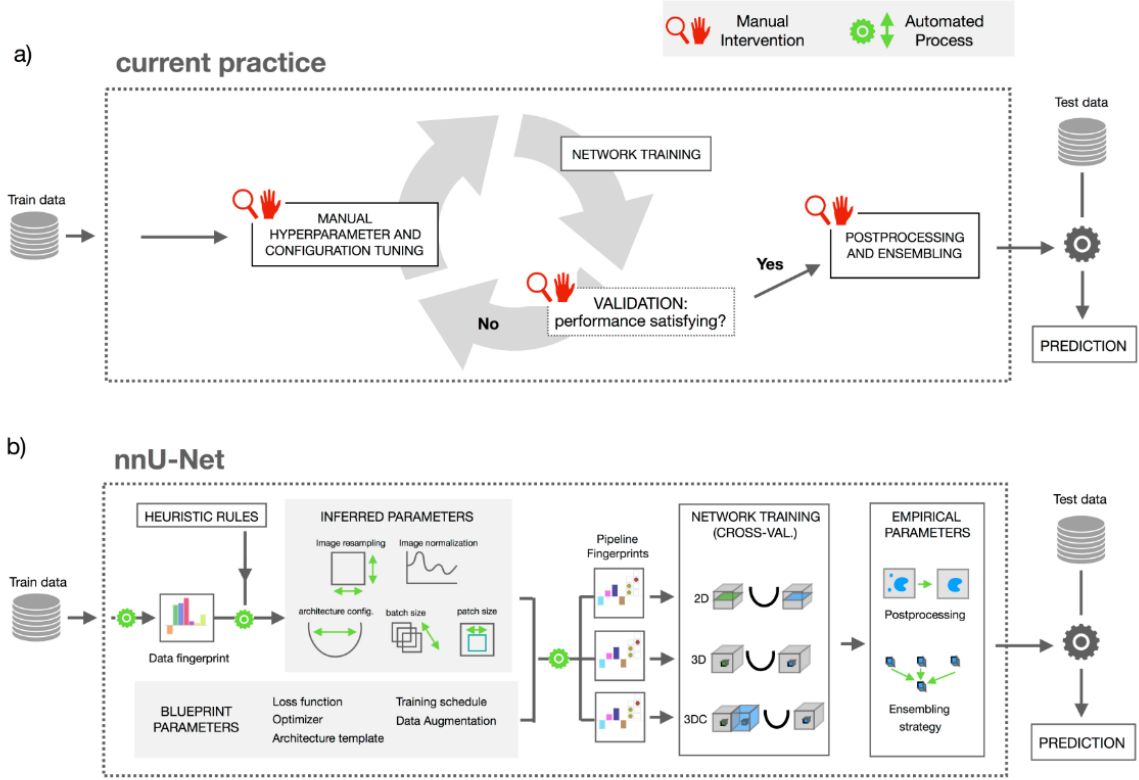 Manual
Intervention
Automated
Process
a)
current practice
Test data
NETWORK TRAINING
Train data
MANUAL
HYPERPARAMETER AND
CONFIGURATION TUNING
POSTPROCESSING
AND ENSEMBLING
Yes
VALIDATION:
performance satisfying?
No
PREDICTION
b)
nnU-Net
HEURISTIC RULES
INFERRED PARAMETERS
Image resampling
Image normalization
architecture config.
batch size
patch size
Train data
Data fingerprint
BLUEPRINT
PARAMETERS
Loss function
Optimizer
Architecture template
Training schedule
Data Augmentation
Pipeline
Fingerprints
NETWORK TRAINING
(CROSS-VAL.)
2D
3D
3DC
EMPIRICAL
PARAMETERS
Postprocessing
Ensembling
strategy
Test data
PREDICTION